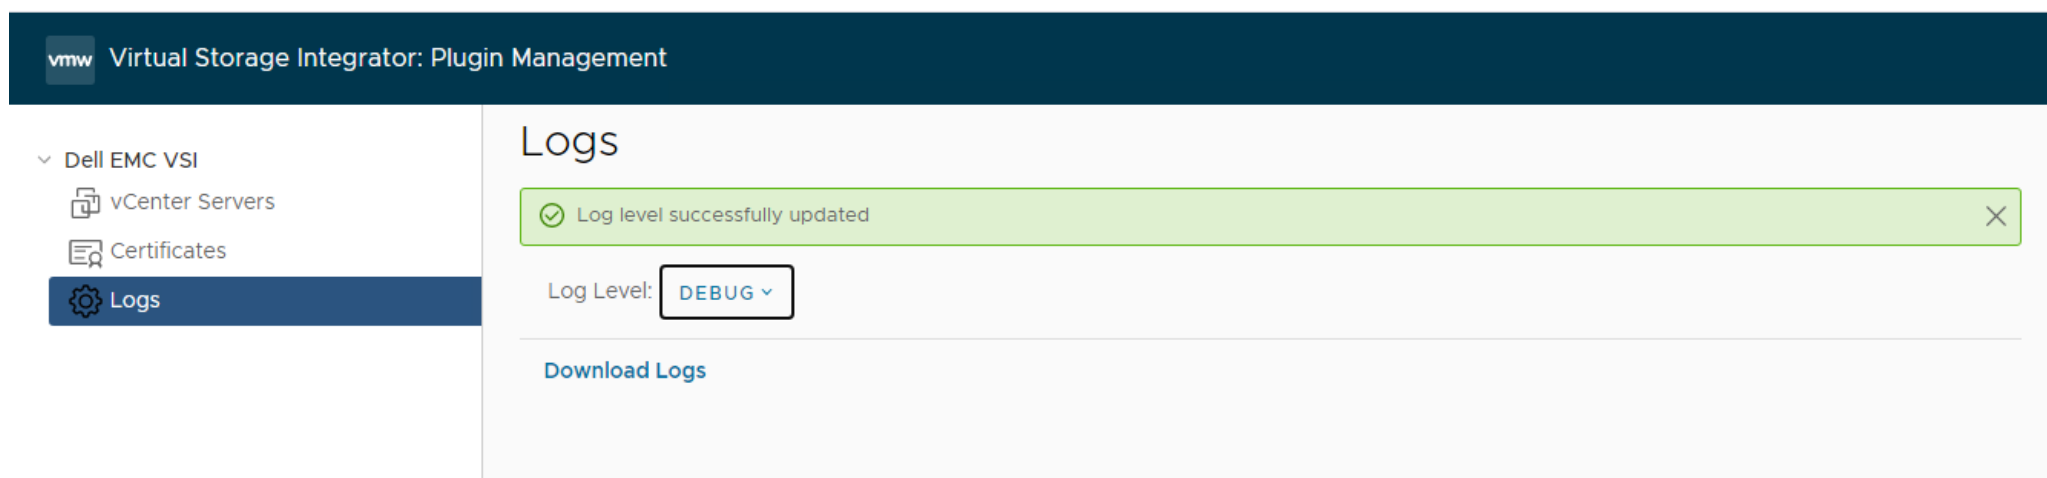 vmw Virtual Storage Integrator: Plugin Management
Dell EMC VSI
vCenter Servers
Certificates
Logs
Logs
Log level successfully updated
Log Level: DEBUG
Download Logs